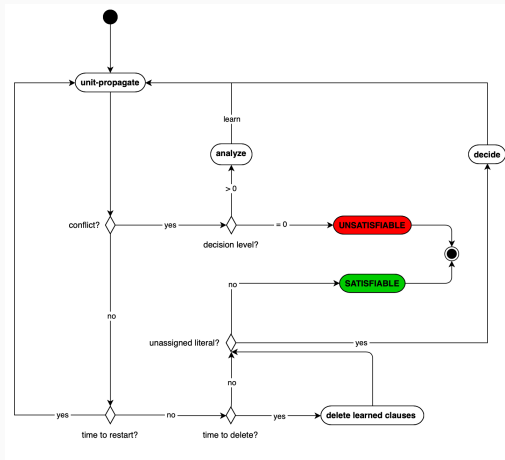 unit-propagate
learn
analyze
decide
> 0
conflict?
yes
= 0
UNSATISFIABLE
decision level?
no
SATISFIABLE
no
unassigned literal?
yes
no
yes
no
yes
delete learned clauses
time to restart?
time to delete?